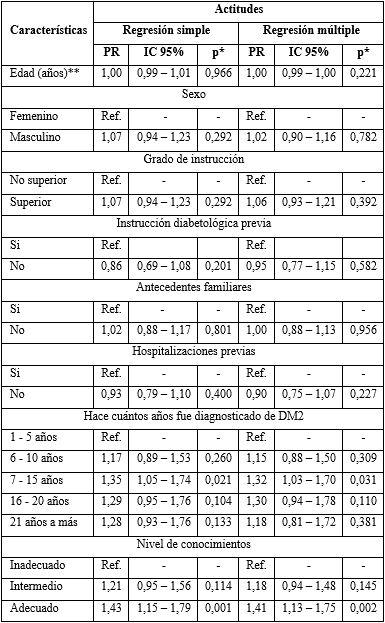 Características Actitudes
Regresión simple Regresión múltiple
PR IC 95% p* PR IC 95% p*
Edad (años)** 1,00 0,99 – 1,01 0,966 1,00 0,99 – 1,00 0,221
Sexo
Femenino Ref. - - Ref. - -
Masculino 1,07 0,94 – 1,23 0,292 1,02 0,90 – 1,16 0,782
Grado de instrucción
No superior Ref. - - Ref. - -
Superior 1,07 0,94 – 1,23 0,292 1,06 0,93 – 1,21 0,392
Instrucción diabetológica previa
Si Ref. Ref. - -
No 0,86 0,69 – 1,08 0,201 0,95 0,77 – 1,15 0,582
Antecedentes familiares
Si Ref. - - Ref. - -
No 1,02 0,88 – 1,17 0,801 1,00 0,88 – 1,13 0,956
Hospitalizaciones previas
Si Ref. - - Ref. - -
No 0,93 0,79 – 1,10 0,400 0,90 0,75 – 1,07 0,227
Hace cuántos años fue diagnosticado de DM2
1 - 5 años Ref. - - Ref. - -
6 - 10 años 1,17 0,89 – 1,53 0,260 1,15 0,88 – 1,50 0,309
7 - 15 años 1,35 1,05 – 1,74 0,021 1,32 1,03 – 1,70 0,031
16 - 20 años 1,29 0,95 – 1,76 0,104 1,30 0,94 – 1,78 0,110
21 años a más 1,28 0,93 – 1,76 0,133 1,18 0,81 – 1,72 0,381
Nivel de conocimientos
Inadecuado Ref. - - Ref. - -
Intermedio 1,21 0,95 – 1,56 0,114 1,18 0,94 – 1,48 0,145
Adecuado 1,43 1,15 – 1,79 0,001 1,41 1,13 – 1,75 0,002